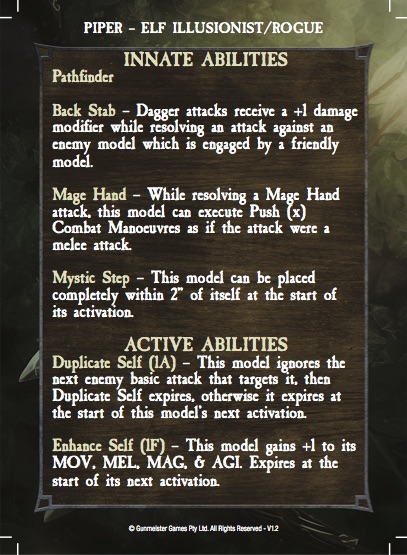 PIPER – ELF ILLUSIONIST/ROGUE
INNATE ABILITIES
Pathfinder
Back Stab – Dagger attacks receive a +1 damage
modifier while resolving an attack against an
enemy model which is engaged by a friendly
model.
Mage Hand – While resolving a Mage Hand
attack, this model can execute Push (x)
Combat Manoeuvres as if the attack were a
melee attack.
Mystic Step – This model can be placed
completely within 2" of itself at the start of
its activation.
ACTIVE ABILITIES
Duplicate Self (1A) – This model ignores the
next enemy basic attack that targets it, then
Duplicate Self expires, otherwise it expires at
the start of this model's next activation.
Enhance Self (1F) – This model gains +1 to its
MOV, MEL, MAG, & AGI. Expires at the
start of its next activation.
© Gunmeister Games Pty Ltd. All Rights Reserved - V1.2